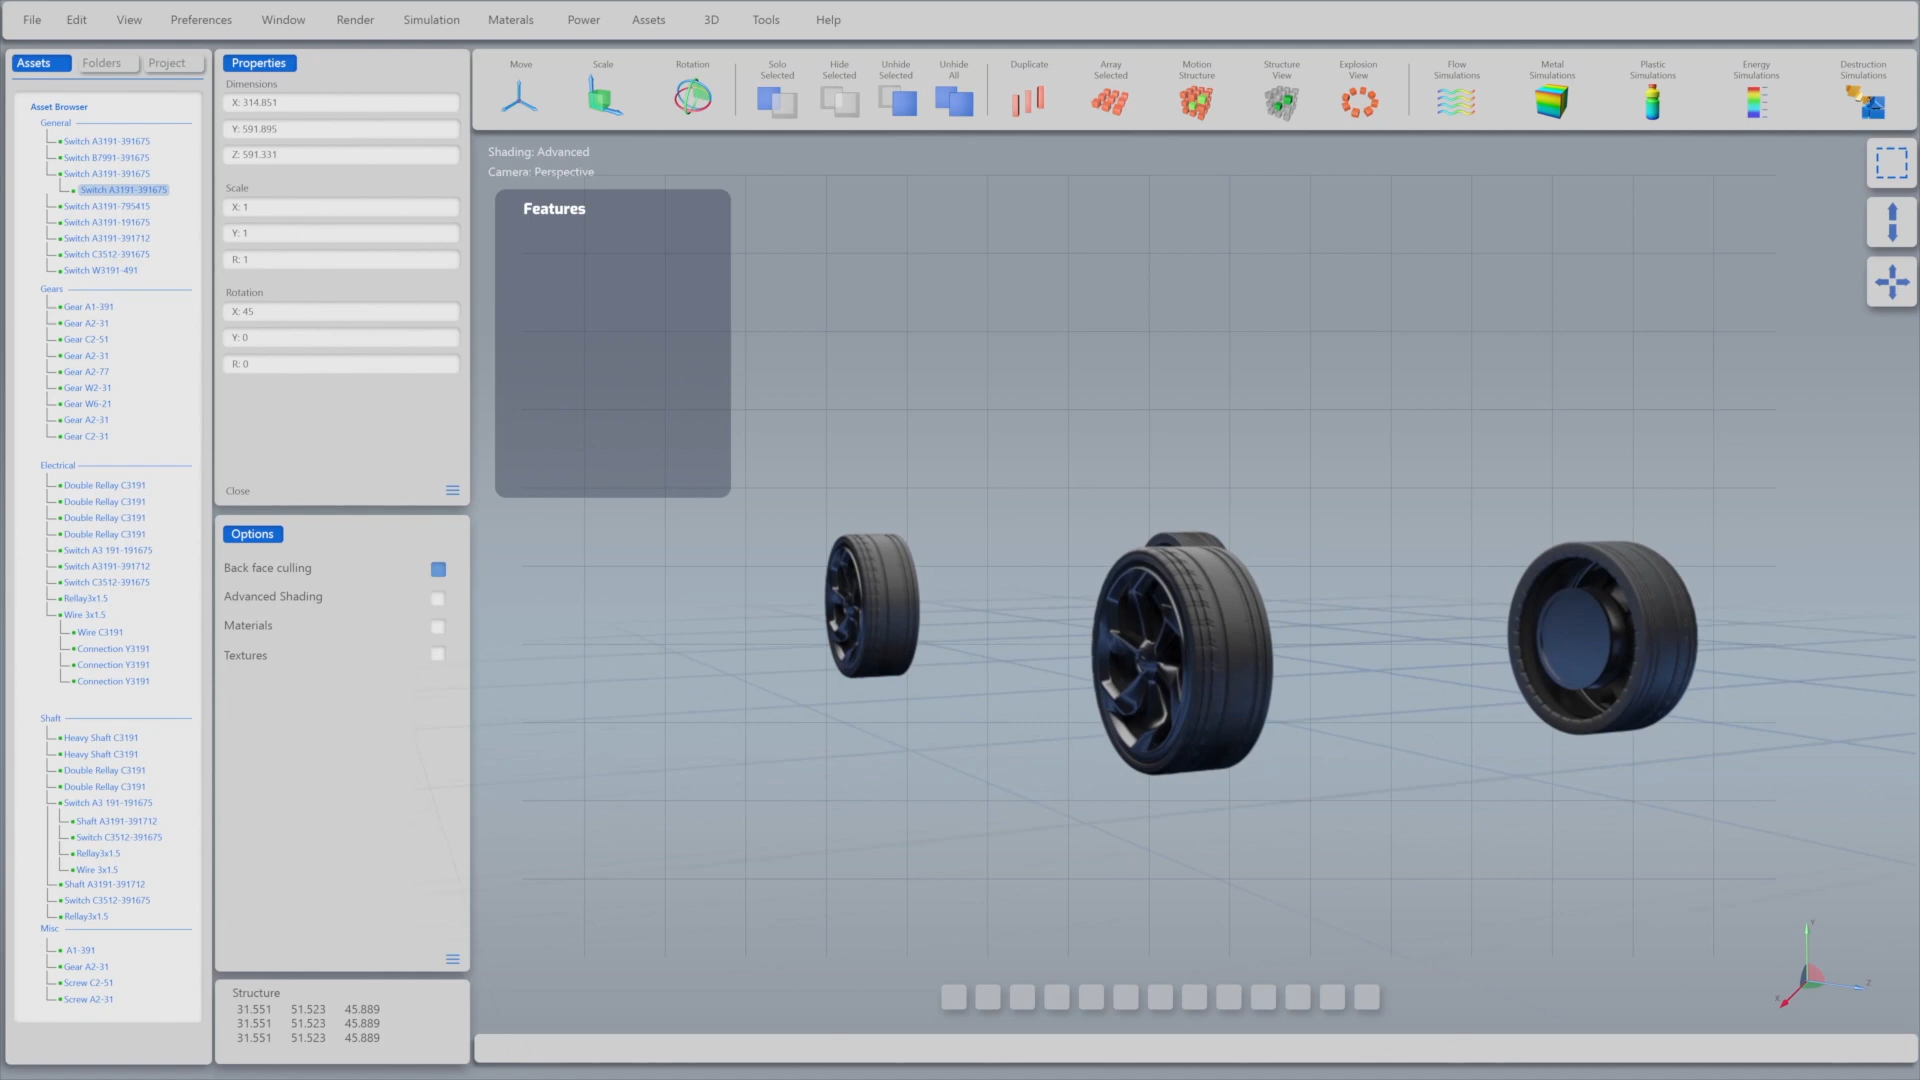 File Edit View Preferences Window Render Simulation Materals Power Assets 3D Tools Help
Assets Folders Project
Asset Browser
General
Switch A3191-391675
Switch B7991-391675
Switch A3191-391675
Switch A3191-391675
Switch A3191-795415
Switch A3191-191675
Switch A3191-391712
Switch C3512-391675
Switch W3191-491
Gears
Gear A1-391
Gear A2-31
Gear C2-51
Gear A2-31
Gear A2-77
Gear W2-31
Gear W6-21
Gear A2-31
Gear C2-31
Electrical
Double Rellay C3191
Double Rellay C3191
Double Rellay C3191
Double Rellay C3191
Switch A3 191-191675
Switch A3191-391712
Switch C3512-391675
Rellay3x1.5
Wire 3x1.5
Wire C3191
Connection Y3191
Connection Y3191
Connection Y3191
Shaft
Heavy Shaft C3191
Heavy Shaft C3191
Double Rellay C3191
Double Rellay C3191
Switch A3 191-191675
Shaft A3191-391712
Switch C3512-391675
Rellay3x1.5
Wire 3x1.5
Shaft A3191-391712
Switch C3512-391675
Rellay3x1.5
Misc
A1-391
Gear A2-31
Screw C2-51
Screw A2-31
Properties
Dimensions
X: 314.851
Y: 591.895
Z: 591.331
Scale
X: 1
Y: 1
R: 1
Rotation
X: 45
Y: 0
R: 0
Close
Options
Back face culling
Advanced Shading
Materials
Textures
Structure
31.551 51.523 45.889
31.551 51.523 45.889
31.551 51.523 45.889
Move
Scale
Rotation
Solo
Selected
Hide
Selected
Unhide
Selected
Unhide
All
Duplicate
Array
Selected
Motion
Structure
Structure
View
Explosion
View
Flow
Simulations
Metal
Simulations
Plastic
Simulations
Energy
Simulations
Destruction
Simulations
Shading: Advanced
Camera: Perspective
Features
Y
Z
X